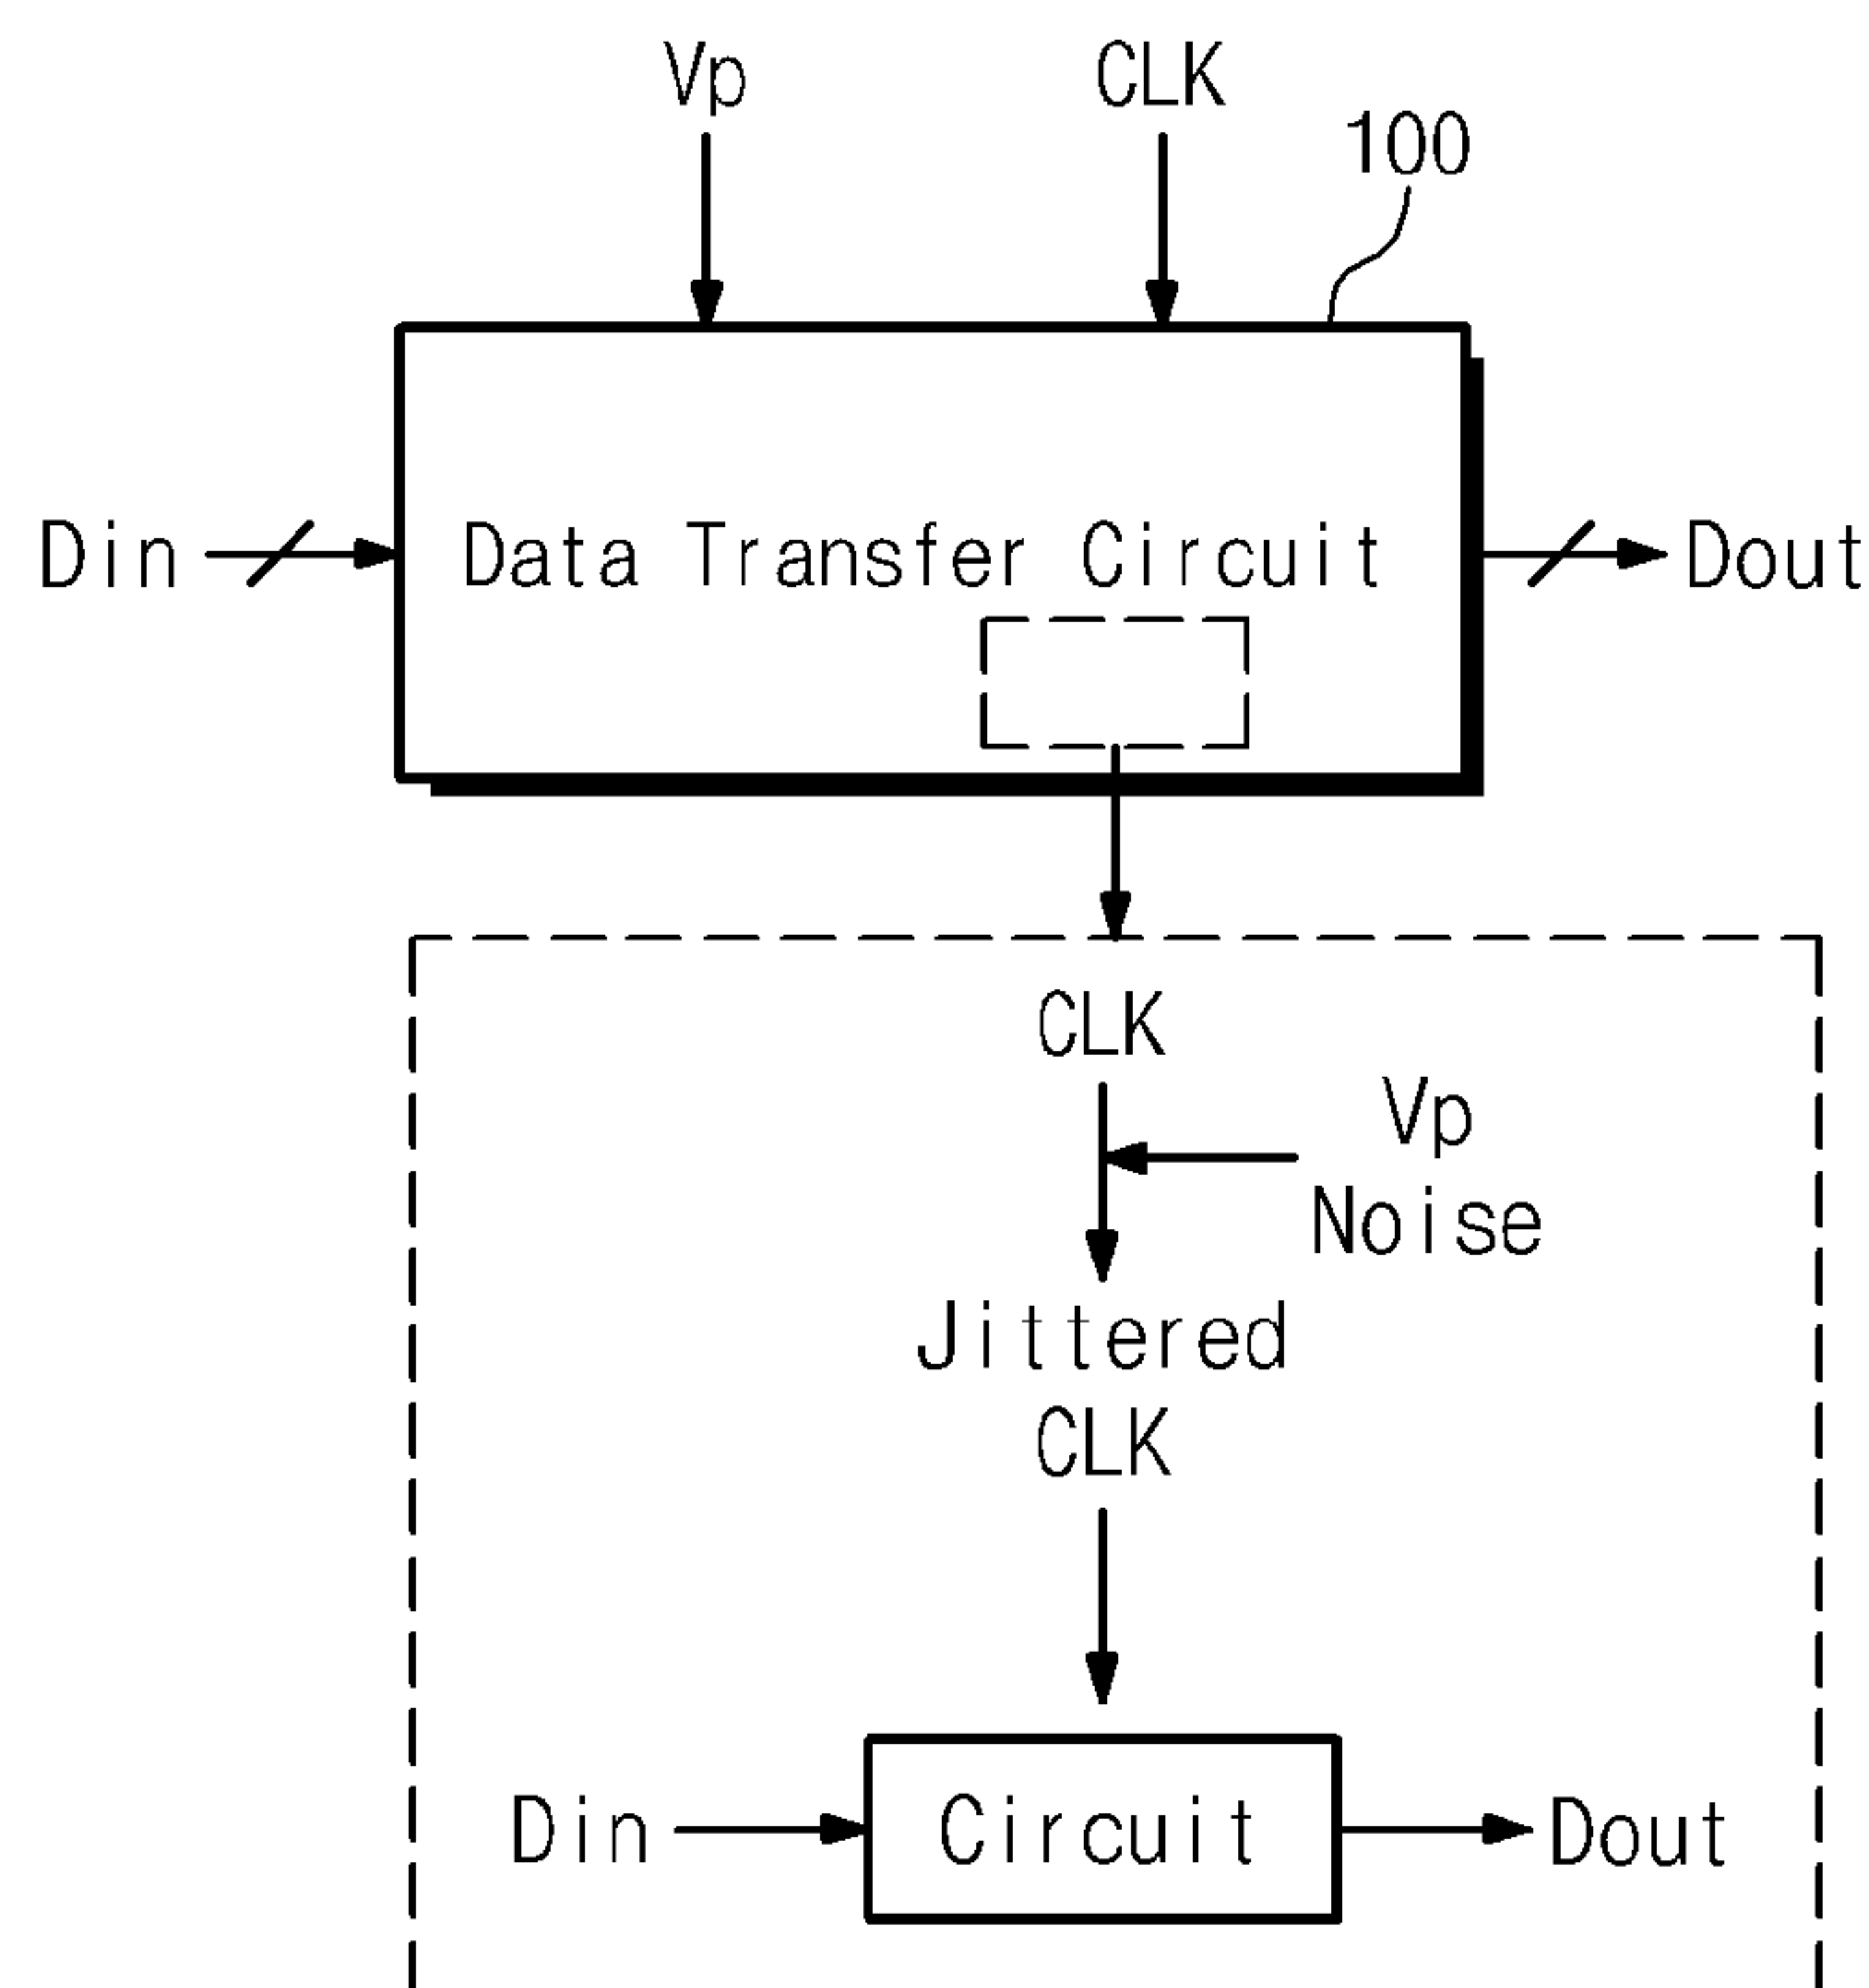 Vp
CLK
100
Din
Data Transfer Circuit
Dout
CLK
Vp
Noise
Jittered
CLK
Din
Circuit
Dout